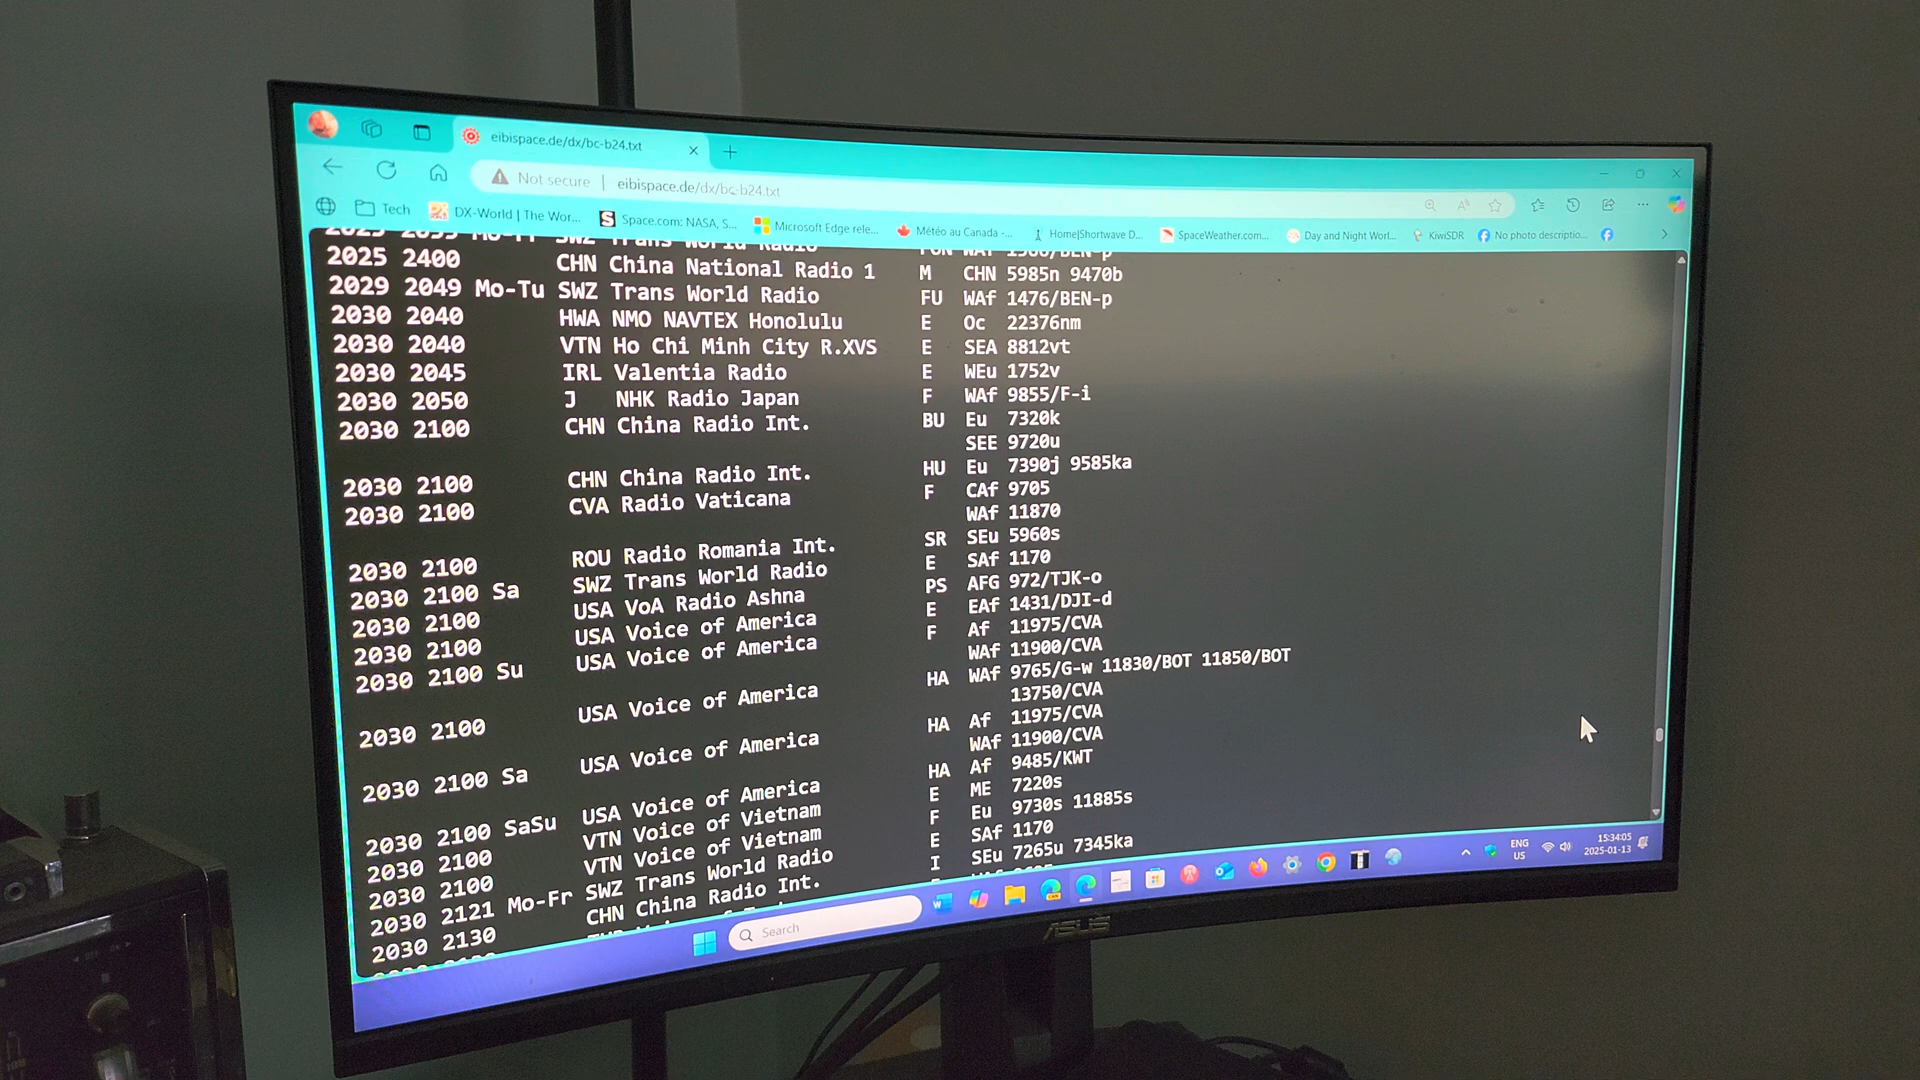 eibispace.de/dx/bc-b24.txt
Not secure | eibispace.de/dx/bc-b24.txt
Tech DX-World | The Wor... Space.com: NASA, S... Microsoft Edge rele... Météo au Canada -... Home|Shortwave D... SpaceWeather.com... Day and Night Worl... KiwiSDR No photo descriptio...
Mo-Fr SWZ Trans World Radio
2025 2400 CHN China National Radio 1 M CHN 5985n 9470b
2029 2049 Mo-Tu SWZ Trans World Radio FU WAf 1476/BEN-p
2030 2040 HWA NMO NAVTEX Honolulu E Oc 22376nm
2030 2040 VTN Ho Chi Minh City R.XVS E SEA 8812vt
2030 2045 IRL Valentia Radio E WEu 1752v
2030 2050 J NHK Radio Japan F WAf 9855/F-i
2030 2100 CHN China Radio Int. BU Eu 7320k
SEE 9720u
2030 2100 CHN China Radio Int. HU Eu 7390j 9585ka
2030 2100 CVA Radio Vaticana F CAf 9705
WAf 11870
2030 2100 ROU Radio Romania Int. SR SEu 5960s
2030 2100 Sa SWZ Trans World Radio E SAf 1170
2030 2100 USA VoA Radio Ashna PS AFG 972/TJK-o
2030 2100 USA Voice of America E EAf 1431/DJI-d
2030 2100 Su USA Voice of America F Af 11975/CVA
WAf 11900/CVA
2030 2100 USA Voice of America HA WAf 9765/G-w 11830/BOT 11850/BOT
13750/CVA
2030 2100 Sa USA Voice of America HA Af 11975/CVA
WAf 11900/CVA
2030 2100 SaSu USA Voice of America HA Af 9485/KWT
2030 2100 VTN Voice of Vietnam E ME 7220s
2030 2100 VTN Voice of Vietnam F Eu 9730s 11885s
2030 2121 Mo-Fr SWZ Trans World Radio E SAf 1170
2030 2130 CHN China Radio Int. I SEu 7265u 7345ka
Search
ENG
US
15:34:05
2025-01-13
ASUS